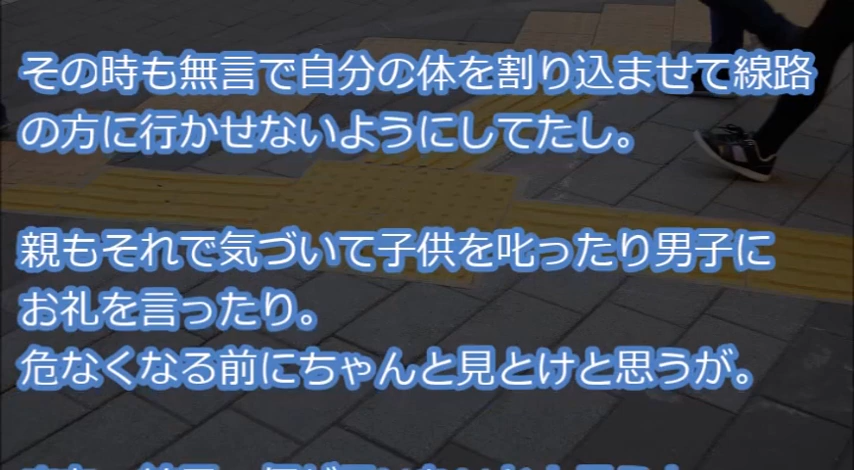 その時も無言で自分の体を割り込ませて線路
の方に行かせないようにしてたし。
親もそれで気づいて子供を叱ったり男子に
お礼を言ったり。
危なくなる前にちゃんと見とけと思うが。